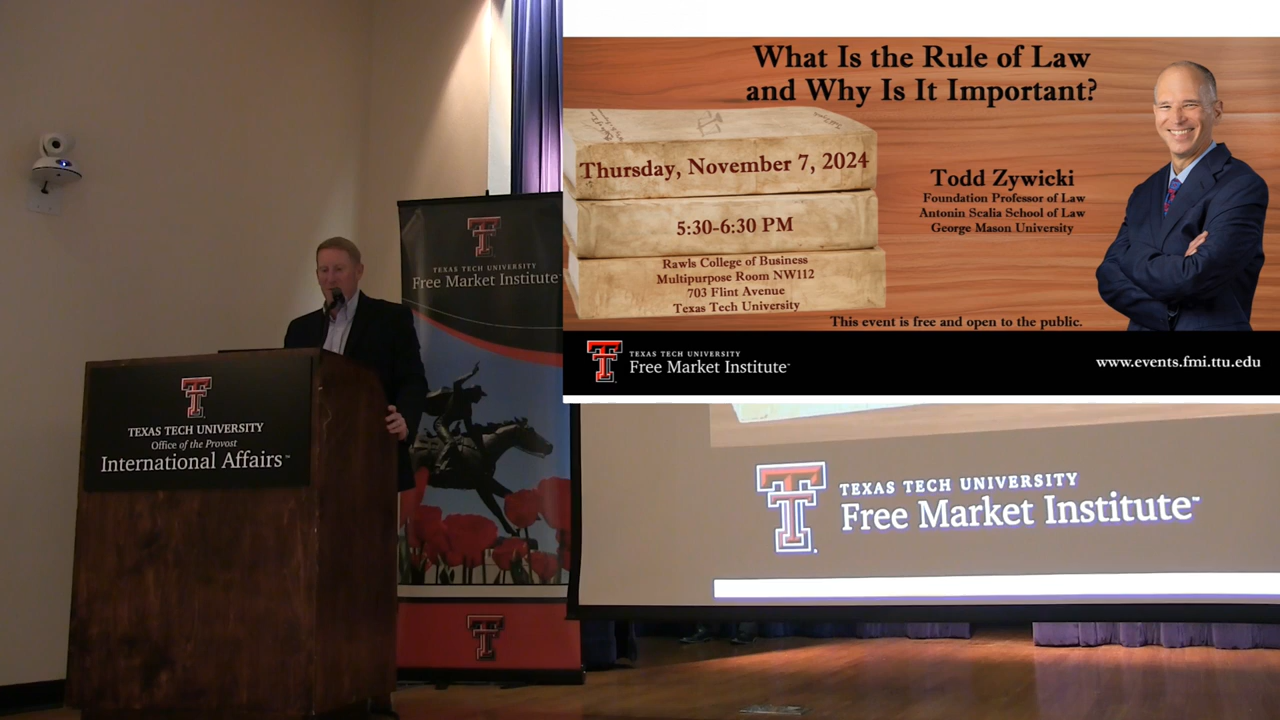 What Is the Rule of Law
and Why Is It Important?
Thursday, November 7, 2024
5:30-6:30 PM
Rawls College of Business
Multipurpose Room NW112
703 Flint Avenue
Texas Tech University
Todd Zywicki
Foundation Professor of Law
Antonin Scalia School of Law
George Mason University
This event is free and open to the public.
TEXAS TECH UNIVERSITY
Free Market Institute™
www.events.fmi.ttu.edu
TEXAS TECH UNIVERSITY
Free Market Institute
TEXAS TECH UNIVERSITY
Office of the Provost
International Affairs™
TEXAS TECH UNIVERSITY
Free Market Institute™